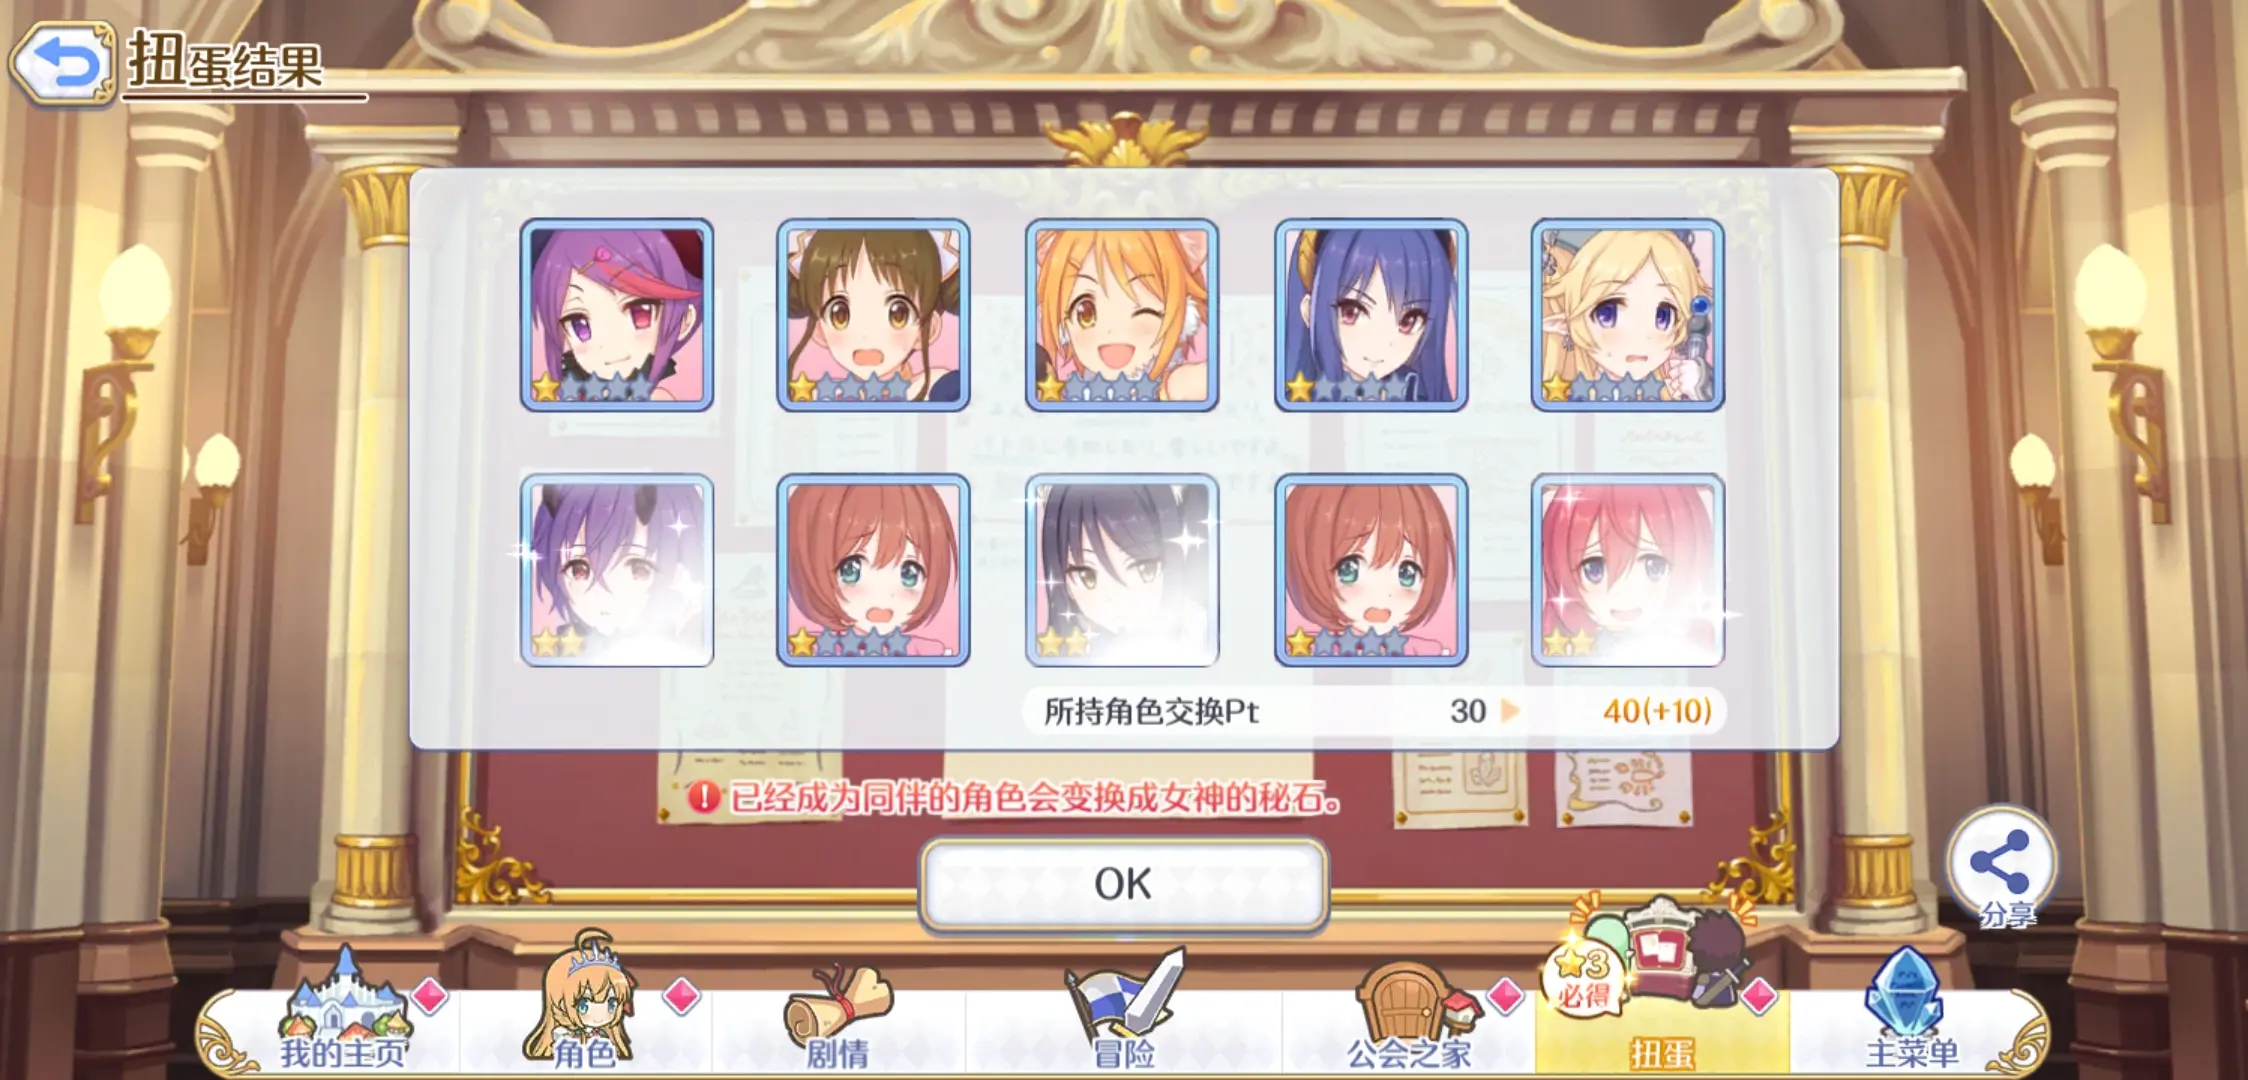 扭蛋结果
所持角色交换Pt 30 40(+10)
已经成为同伴的角色会变换成女神的秘石。
OK
分享
3
必得
我的主页
角色
剧情
冒险
公会之家
扭蛋
主菜单